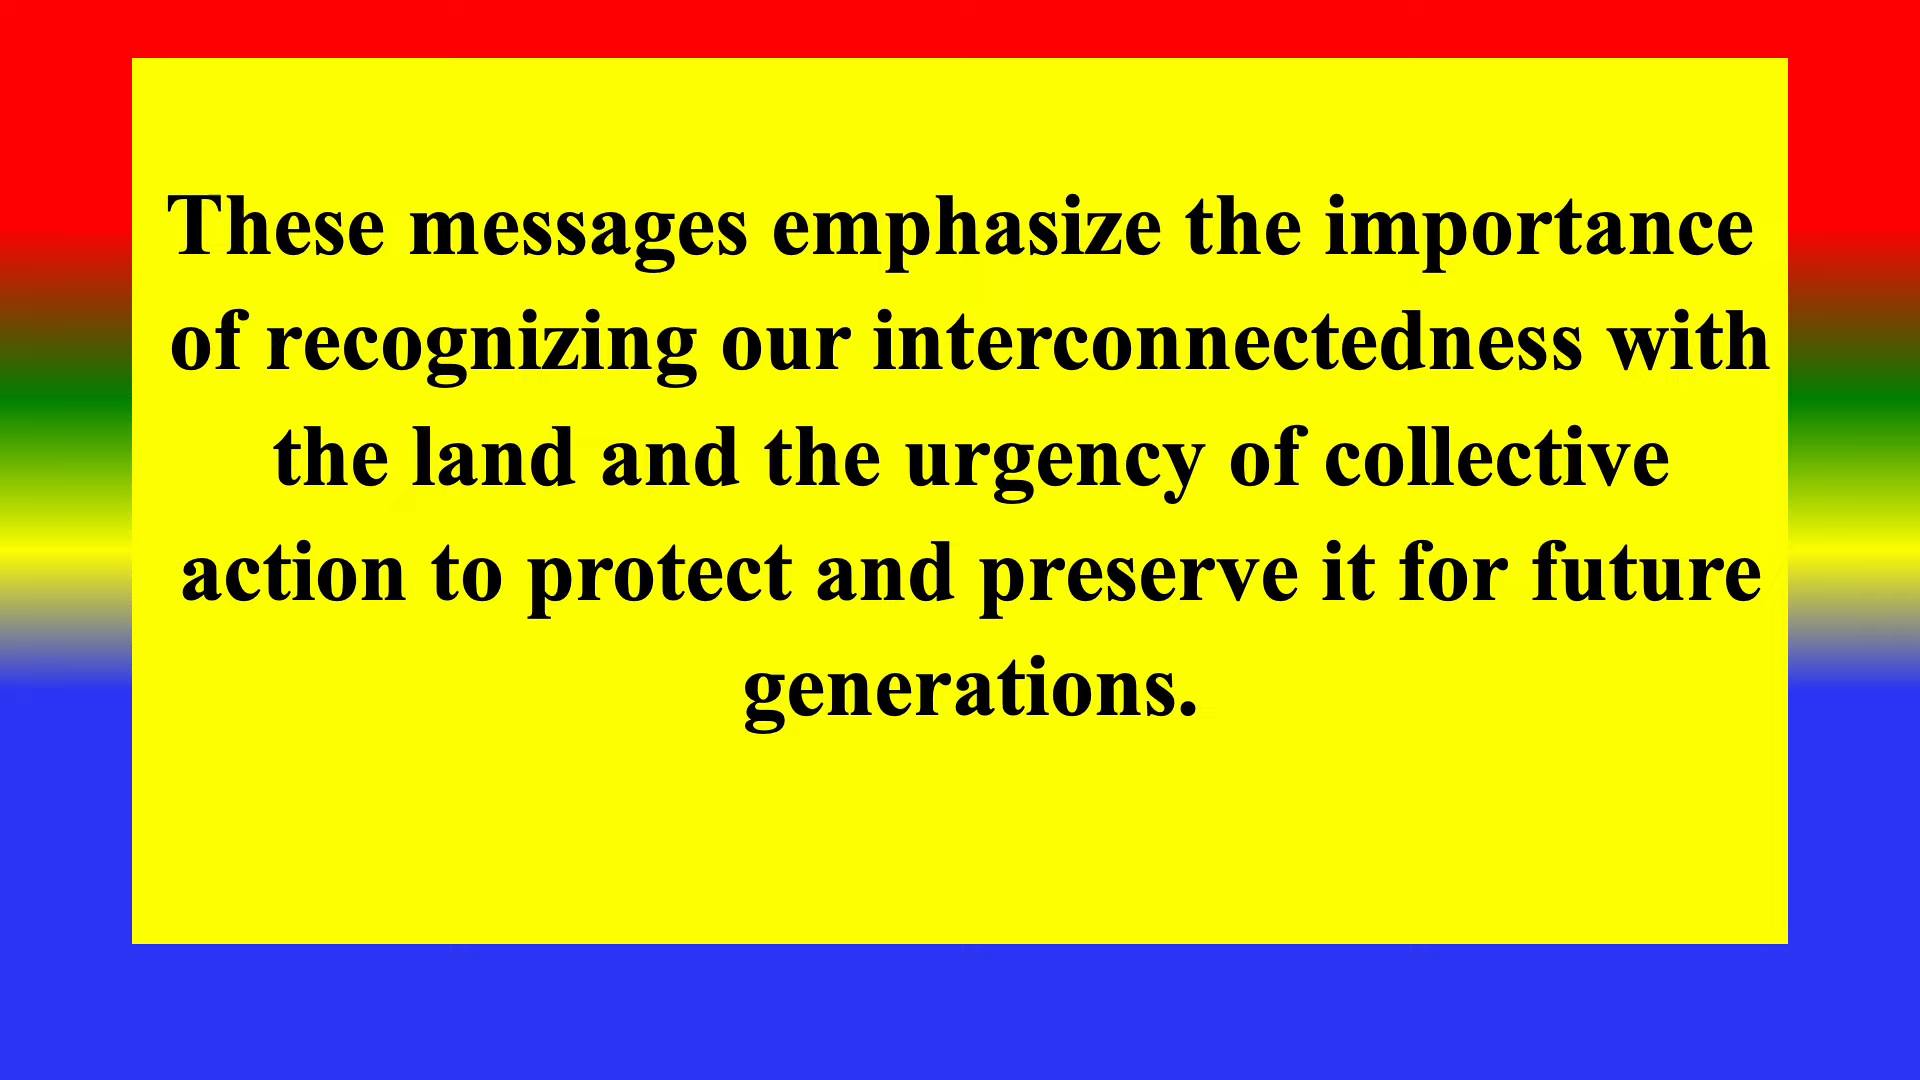 These messages emphasize the importance
of recognizing our interconnectedness with
the land and the urgency of collective
action to protect and preserve it for future
generations.